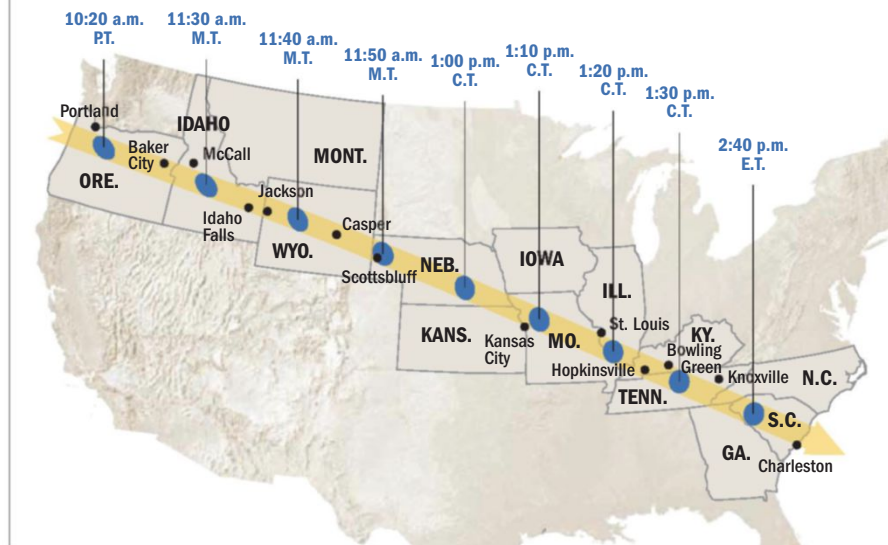 10:20 a.m.
P.T.
11:30 a.m.
M.T.
11:40 a.m.
M.T.
11:50 a.m.
M.T.
1:00 p.m.
C.T.
1:10 p.m.
C.T.
1:20 p.m.
C.T.
1:30 p.m.
C.T.
2:40 p.m.
E.T.
Portland
IDAHO
Baker
City
McCall
MONT.
ORE.
Jackson
Idaho
Falls
WYO.
Casper
Scottsbluff
NEB.
IOWA
ILL.
KANS.
Kansas
City
MO.
St. Louis
KY.
Hopkinsville
Bowling
Green
Knoxville
N.C.
TENN.
S.C.
GA.
Charleston